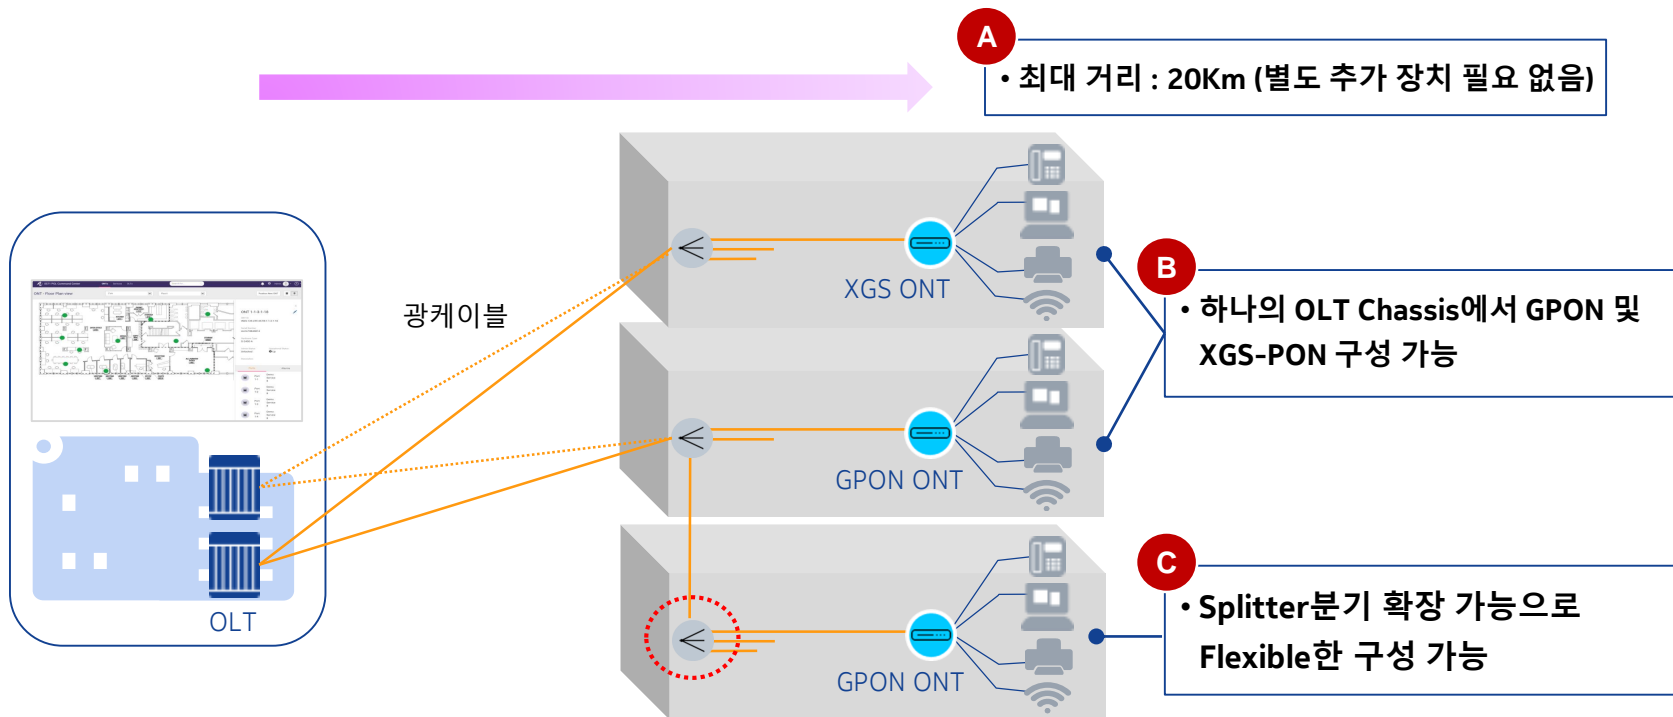 A
• 최대 거리 : 20Km (별도 추가 장치 필요 없음)
광케이블
XGS ONT
B
• 하나의 OLT Chassis에서 GPON 및
XGS-PON 구성 가능
GPON ONT
OLT
C
• Splitter분기 확장 가능으로
Flexible한 구성 가능
GPON ONT